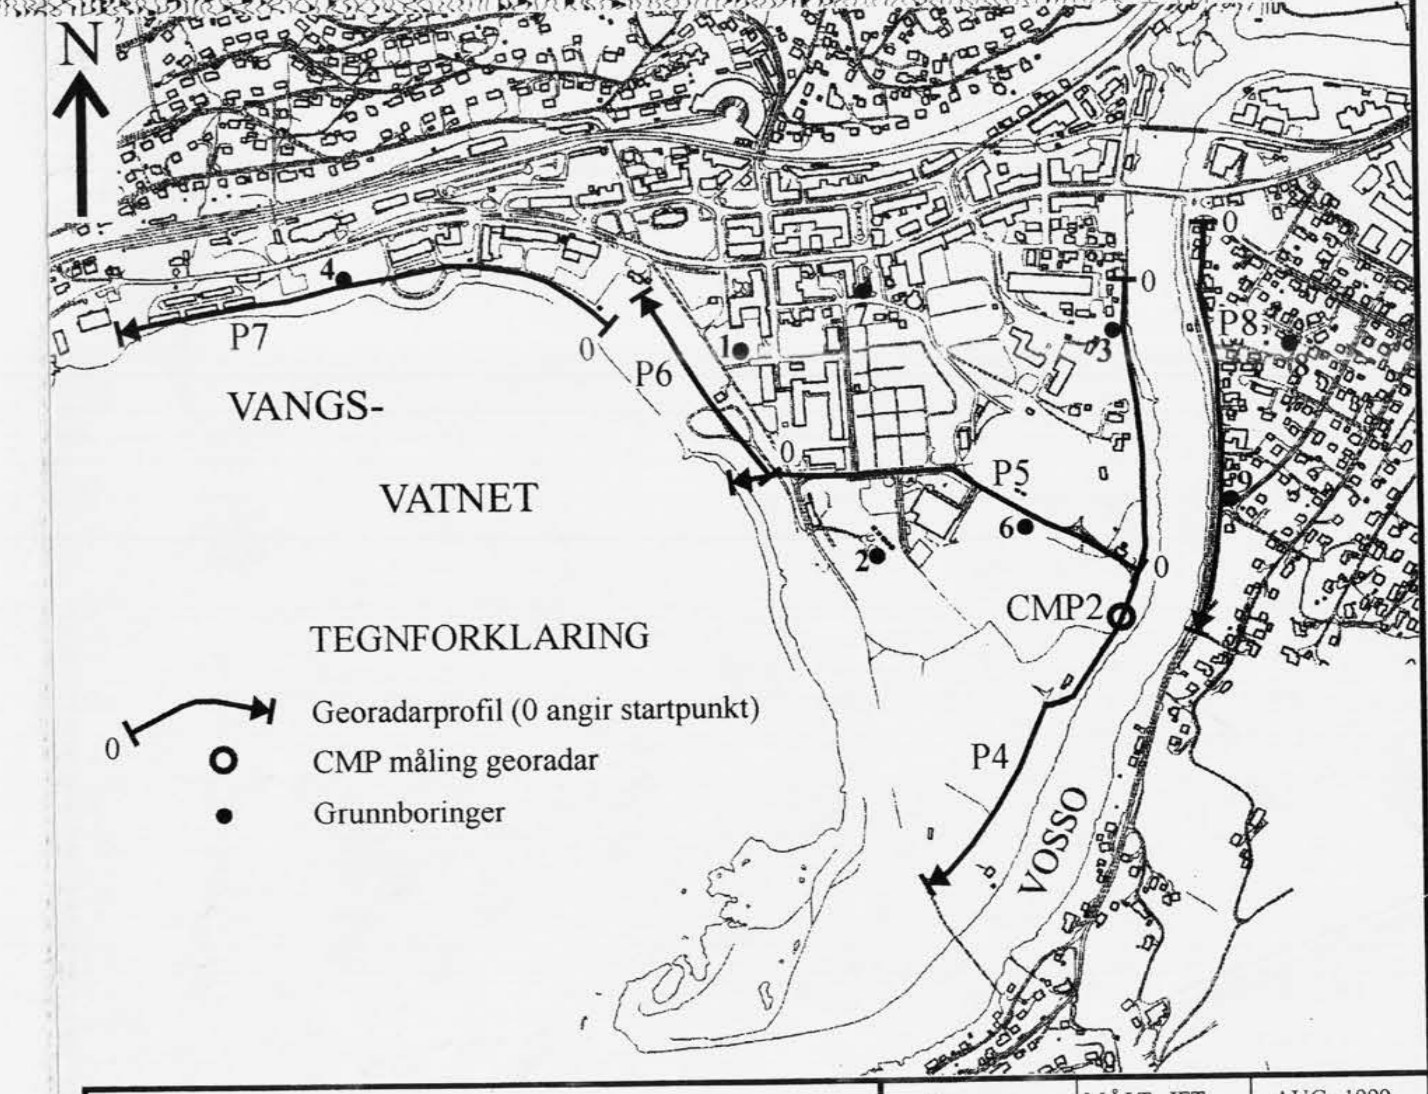 N
0
4
0
P7
0
P6
1
7
3
P8
8
VANGS-
0
P5
9
VATNET
6
2
0
CMP2
TEGNFORKLARING
Georadarprofil (0 angir startpunkt)
0
CMP måling georadar
P4
Grunnboringer
VOSSO